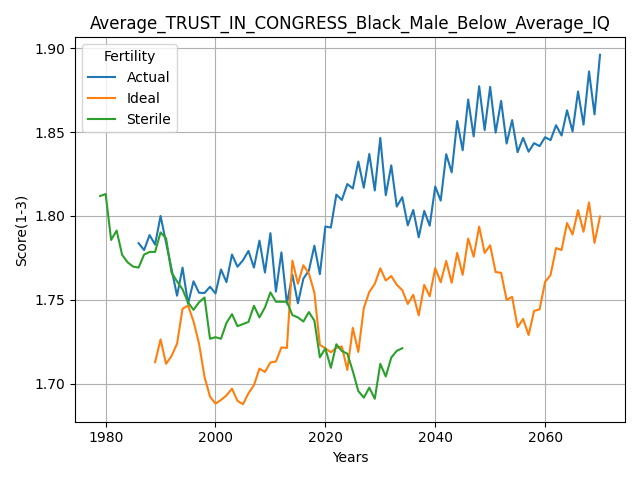 Average_TRUST_IN_CONGRESS_Black_Male_Below_Average_IQ
Fertility
Actual
Ideal
Sterile
Score(1-3)
1.90
1.85
1.80
1.75
1.70
1980 2000 2020 2040 2060
Years